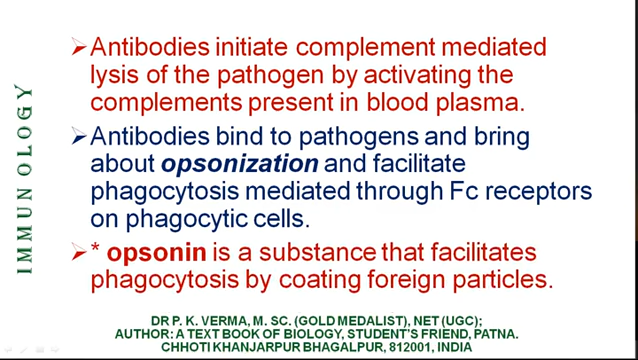 IMMUNOLOGY
➢Antibodies initiate complement mediated
lysis of the pathogen by activating the
complements present in blood plasma.
➢Antibodies bind to pathogens and bring
about opsonization and facilitate
phagocytosis mediated through Fc receptors
on phagocytic cells.
➢* opsonin is a substance that facilitates
phagocytosis by coating foreign particles.
DR P. K. VERMA, M. SC. (GOLD MEDALIST), NET (UGC);
AUTHOR: A TEXT BOOK OF BIOLOGY, STUDENT'S FRIEND, PATNA.
CHHOTI KHANJARPUR BHAGALPUR, 812001, INDIA